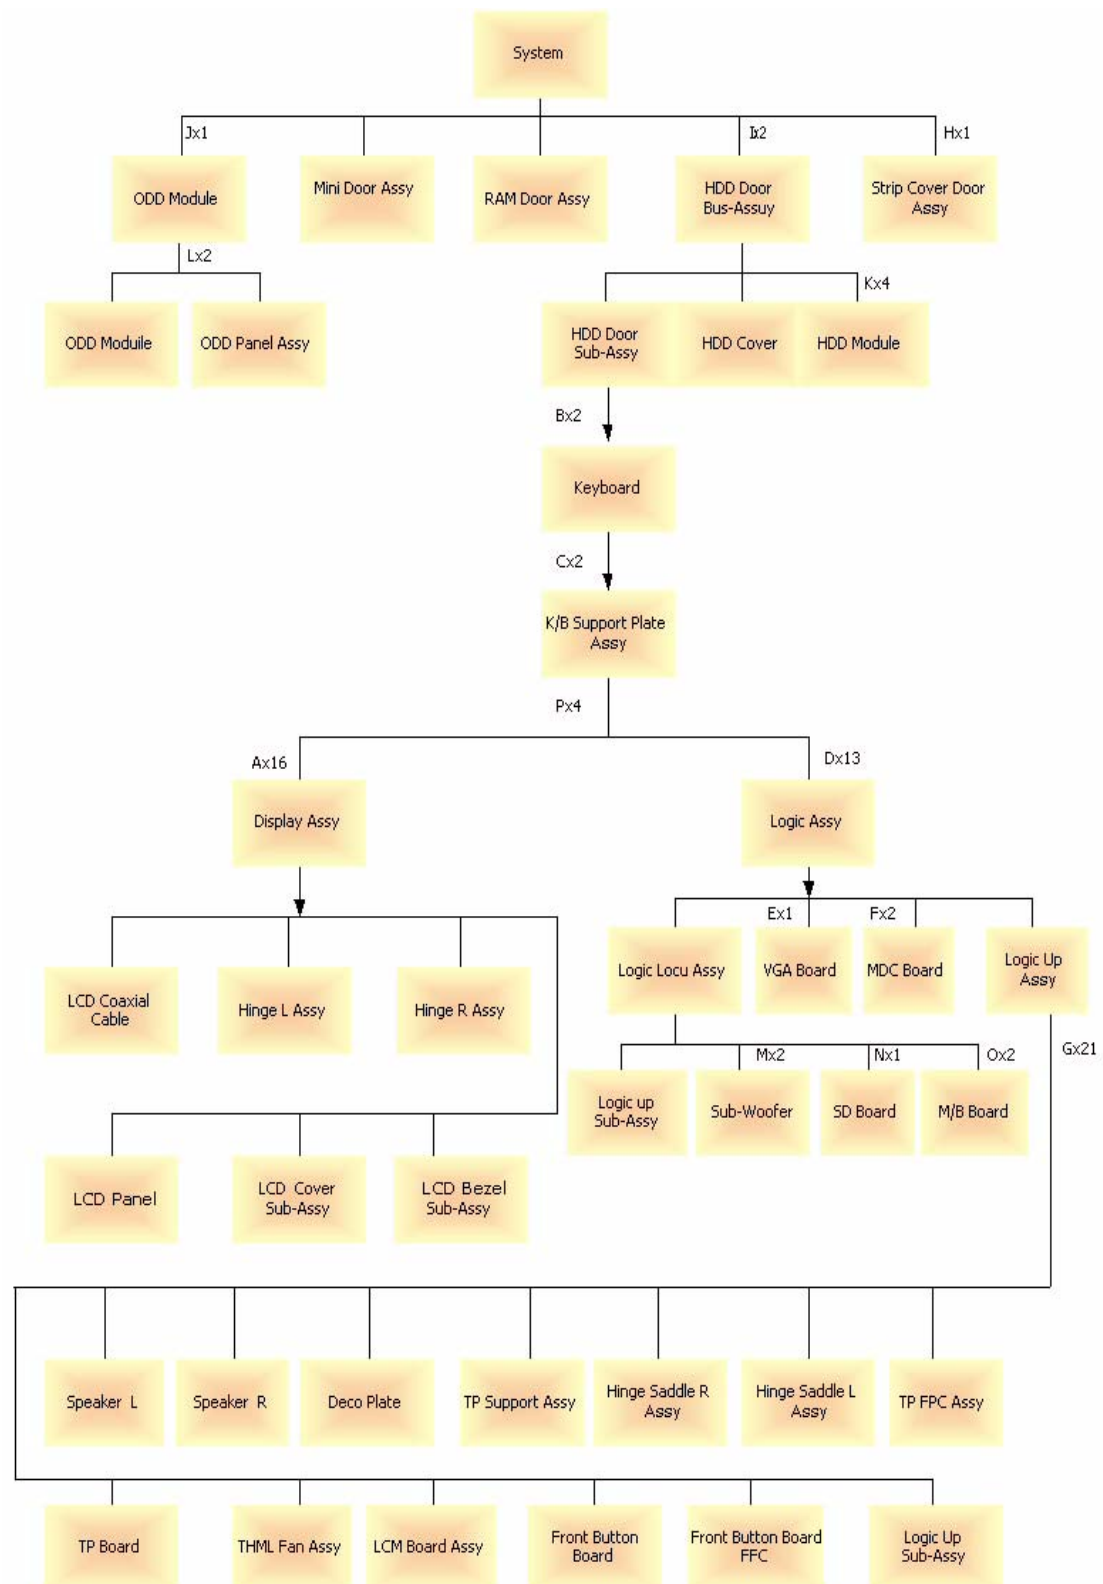 System
Jx1
Ix2
Hx1
ODD Module
Mini Door Assy
RAM Door Assy
HDD Door
Bus-Assuy
Strip Cover Door
Assy
Lx2
Kx4
ODD Moduile
ODD Panel Assy
HDD Door
Sub-Assy
HDD Cover
HDD Module
Bx2
Keyboard
Cx2
K/B Support Plate
Assy
Px4
Ax16
Dx13
Display Assy
Logic Assy
Ex1
Fx2
LCD Coaxial
Cable
Hinge L Assy
Hinge R Assy
Logic Locu Assy
VGA Board
MDC Board
Logic Up
Assy
Mx2
Nx1
Ox2
Gx21
Logic up
Sub-Assy
Sub-Woofer
SD Board
M/B Board
LCD Panel
LCD Cover
Sub-Assy
LCD Bezel
Sub-Assy
Speaker L
Speaker R
Deco Plate
TP Support Assy
Hinge Saddle R
Assy
Hinge Saddle L
Assy
TP FPC Assy
TP Board
THML Fan Assy
LCM Board Assy
Front Button
Board
Front Button Board
FFC
Logic Up
Sub-Assy